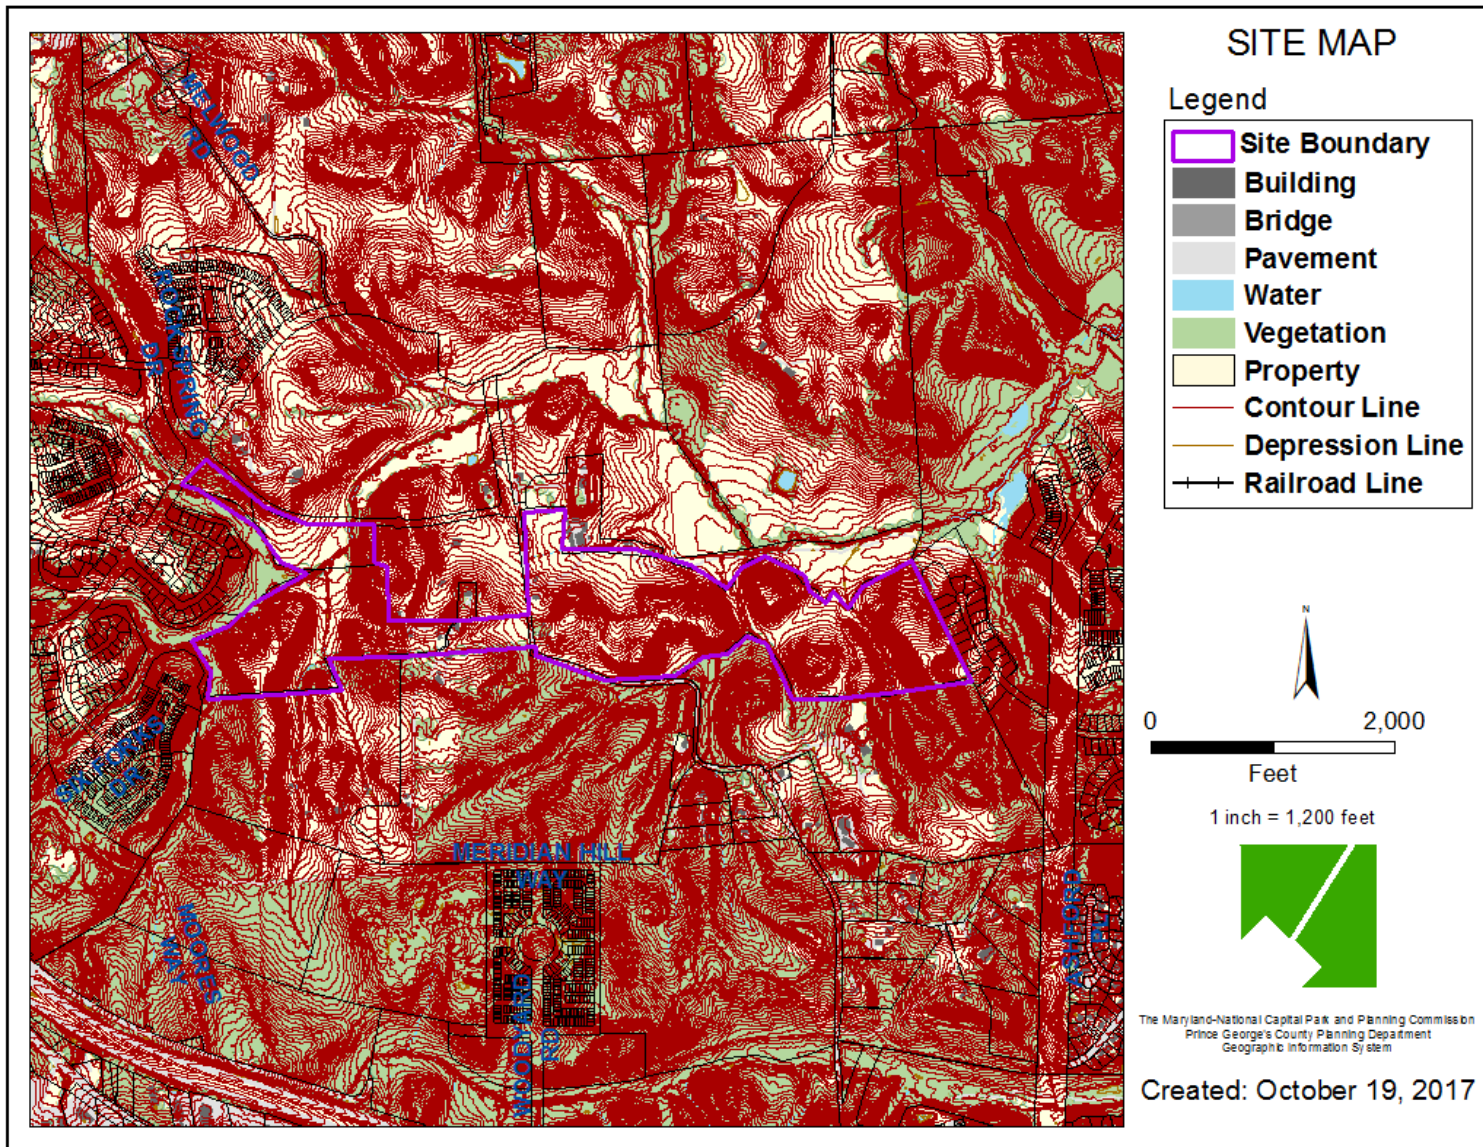 SITE MAP
Legend
Site Boundary
Building
Bridge
Pavement
Water
Vegetation
Property
Contour Line
Depression Line
Railroad Line
MELWOOD
RD
ROCK SPRING
DR
SIX FORKS
DR
MERIDIAN HILL
WAY
MOORES
WAY
WOODYARD
RD
ASHFORD
BLVD
N
0 2,000
Feet
1 inch = 1,200 feet
The Maryland-National Capital Park and Planning Commission
Prince George's County Planning Department
Geographic Information System
Created: October 19, 2017